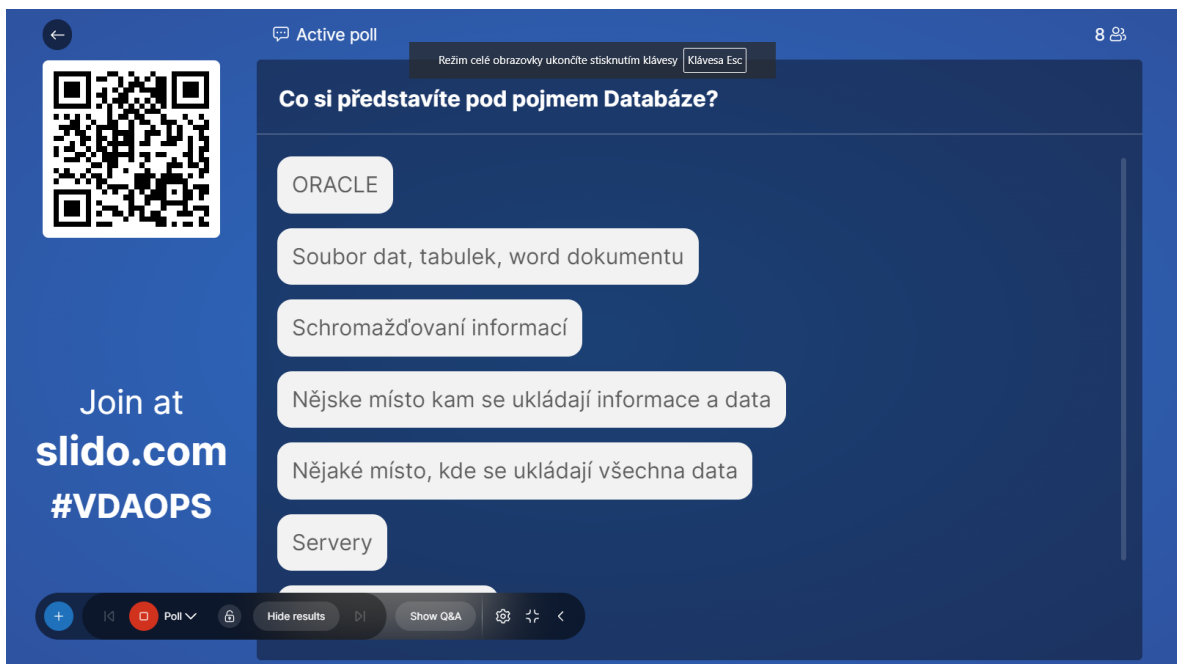 Active poll
8
Režim celé obrazovky ukončíte stisknutím klávesy Klávesa Esc
Co si představíte pod pojmem Databáze?
ORACLE
Soubor dat, tabulek, word dokumentu
Schromažďovaní informací
Nějske místo kam se ukládají informace a data
Nějaké místo, kde se ukládají všechna data
Servery
Join at
slido.com
#VDAOPS
Poll
Hide results
Show Q&A